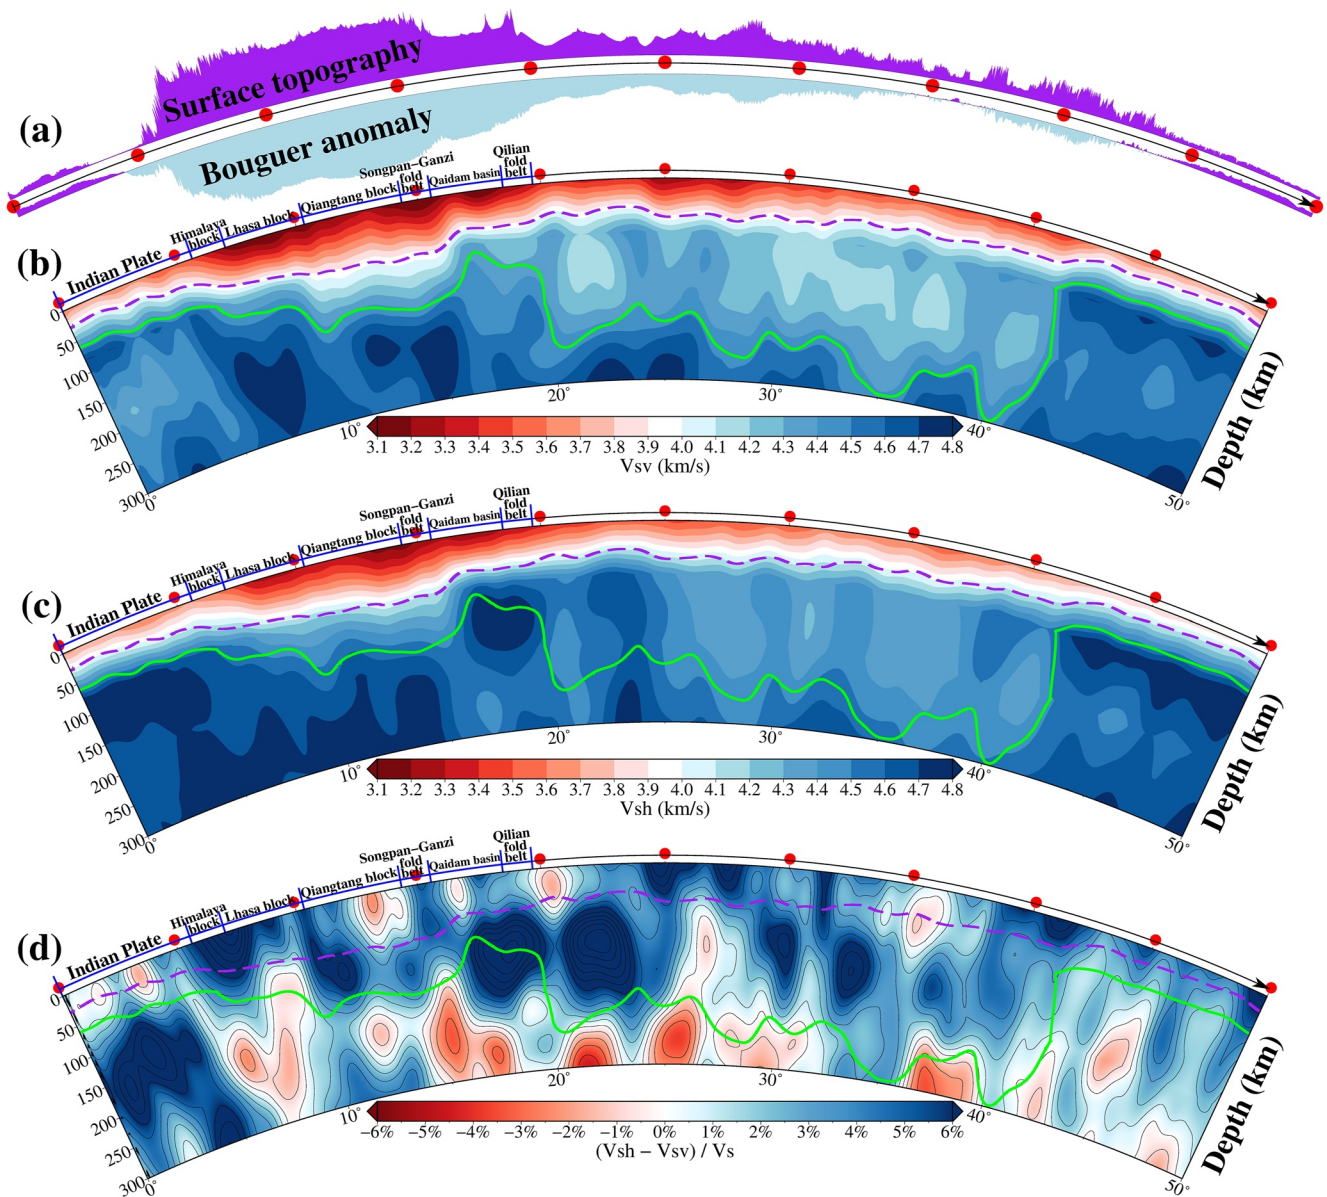 Surface topography
(a)
Bouguer anomaly
(b)
Indian Plate
Himalaya
block
Lhasa block
Qiangtang block
Songpan−Ganzi
fold
belt
Qaidam basin
Qilian
fold
belt
0
50
100
150
200
250
300
0°
10°
20°
30°
40°
50°
Depth (km)
3.1 3.2 3.3 3.4 3.5 3.6 3.7 3.8 3.9 4.0 4.1 4.2 4.3 4.4 4.5 4.6 4.7 4.8
Vsv (km/s)
(c)
Indian Plate
Himalaya
block
Lhasa block
Qiangtang block
Songpan−Ganzi
fold
belt
Qaidam basin
Qilian
fold
belt
0
50
100
150
200
250
300
0°
10°
20°
30°
40°
50°
Depth (km)
3.1 3.2 3.3 3.4 3.5 3.6 3.7 3.8 3.9 4.0 4.1 4.2 4.3 4.4 4.5 4.6 4.7 4.8
Vsh (km/s)
(d)
Indian Plate
Himalaya
block
Lhasa block
Qiangtang block
Songpan−Ganzi
fold
belt
Qaidam basin
Qilian
fold
belt
0
50
100
150
200
250
300
0°
10°
20°
30°
40°
50°
Depth (km)
−6% −5% −4% −3% −2% −1% 0% 1% 2% 3% 4% 5% 6%
(Vsh − Vsv) / Vs